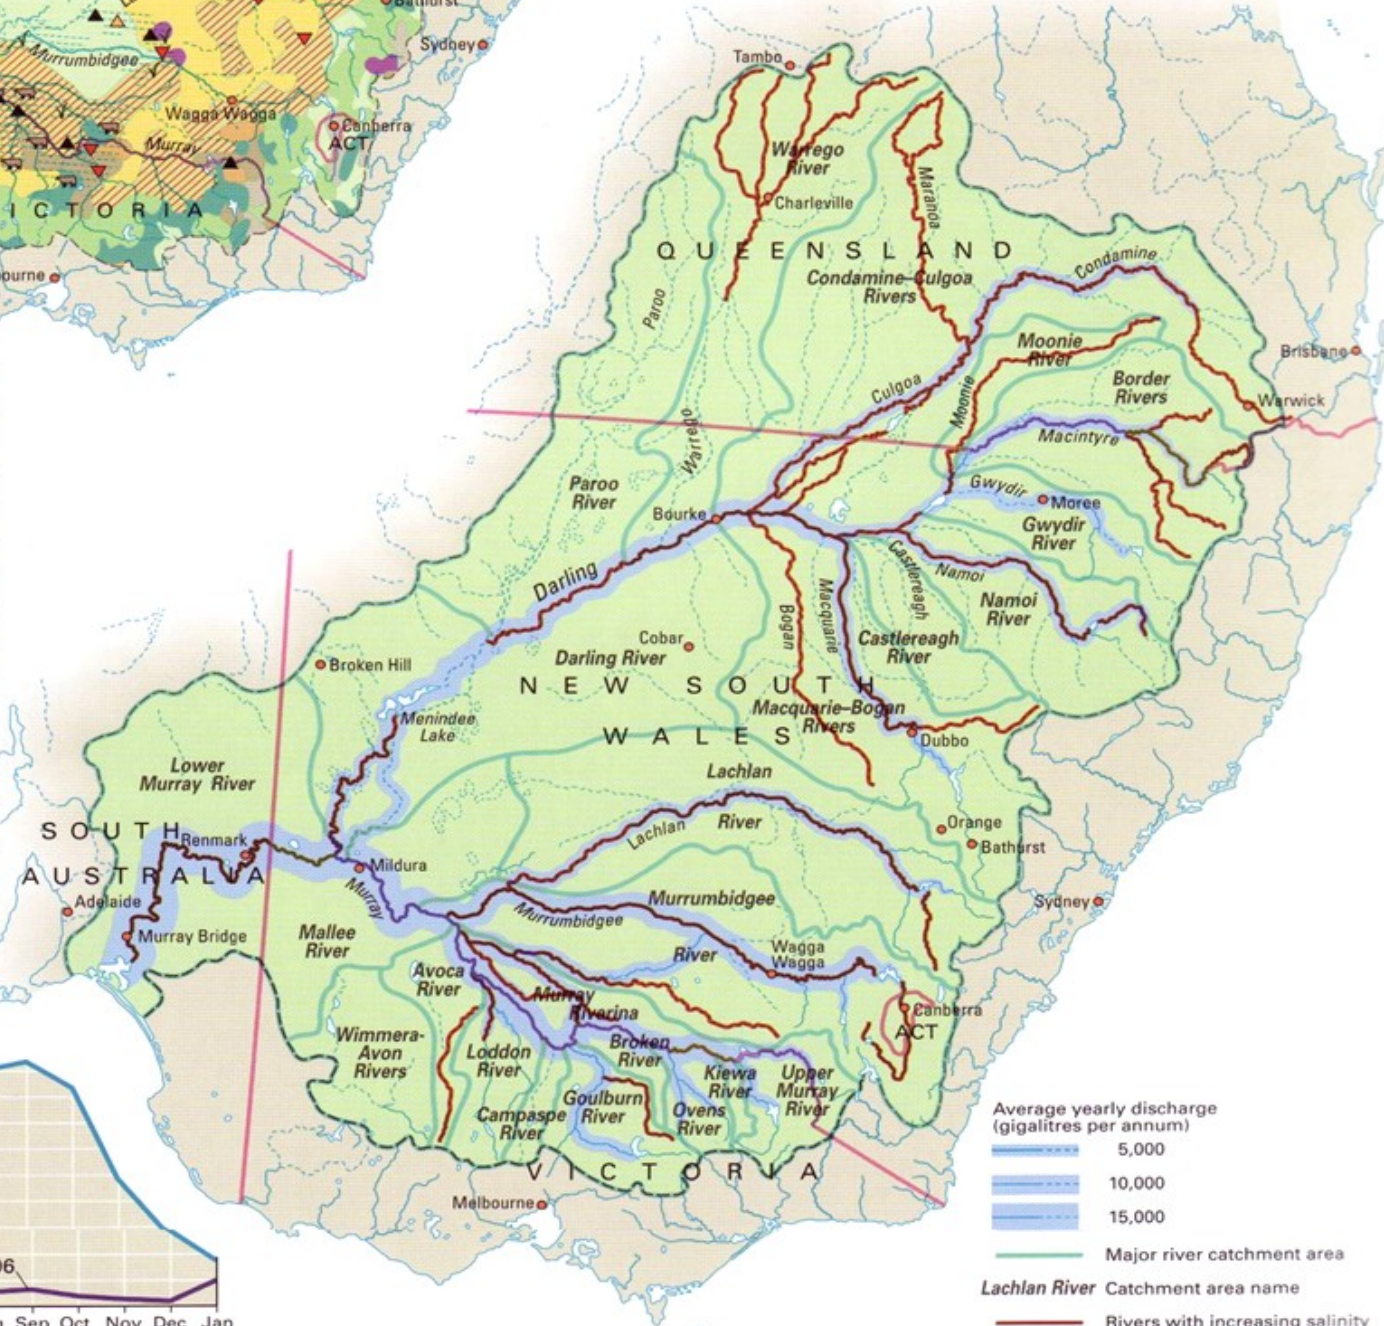 Bathurst
Sydney
Murrumbidgee
Wagga Wagga
Canberra
ACT
Murray
ICTORIA
ourne
Tambo
Warrego
River
Charleville
Maranoa
QUEENSLAND
Condamine–Culgoa
Rivers
Condamine
Paroo
Moonie
River
Brisbane
Culgoa
Moonie
Border
Rivers
Warwick
Warrego
Macintyre
Paroo
River
Gwydir
Moree
Bourke
Gwydir
River
Darling
Castlereagh
Namoi
Bogan
Macquarie
Namoi
River
Cobar
Darling River
Castlereagh
River
Broken Hill
NEW SOUTH
WALES
Menindee
Lake
Macquarie–Bogan
Rivers
Dubbo
Lower
Murray River
Lachlan
River
Lachlan
Orange
Bathurst
SOUTH
AUSTRALIA
Renmark
Mildura
Murray
Adelaide
Murray Bridge
Murrumbidgee
River
Murrumbidgee
Sydney
Mallee
River
Wagga
Wagga
Avoca
River
Murray
Riverina
Canberra
ACT
Wimmera-
Avon
Rivers
Loddon
River
Broken
River
Kiewa
River
Upper
Murray
River
Campaspe
River
Goulburn
River
Ovens
River
VICTORIA
Melbourne
Average yearly discharge
(gigalitres per annum)
5,000
10,000
15,000
Major river catchment area
Lachlan River Catchment area name
Rivers with increasing salinity
06
Sep Oct Nov Dec Jan